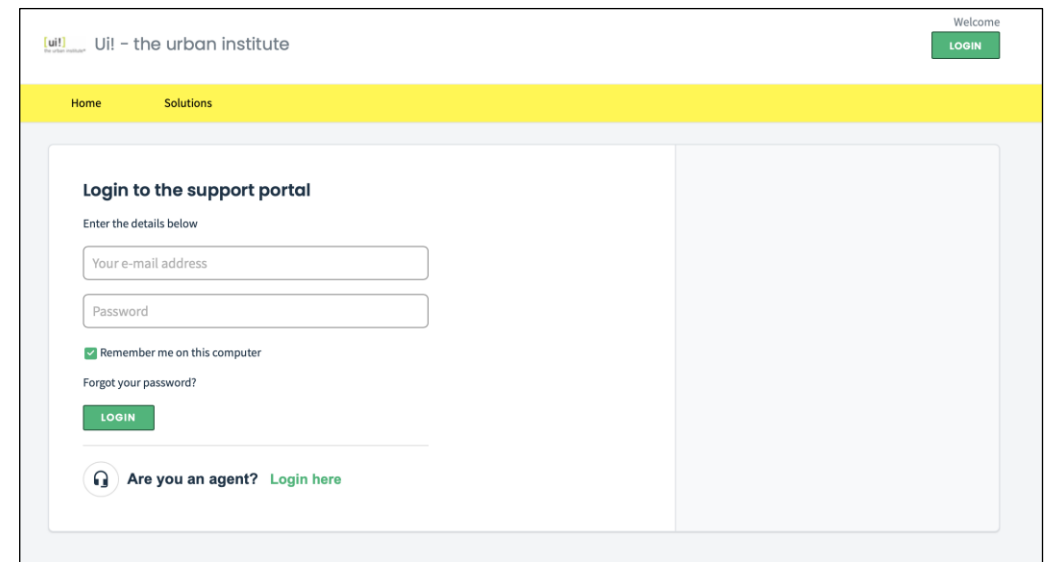 Welcome
[ui!]
Ui! - the urban institute
LOGIN
Home Solutions
Login to the support portal
Enter the details below
Your e-mail address
Password
Remember me on this computer
Forgot your password?
LOGIN
Are you an agent? Login here